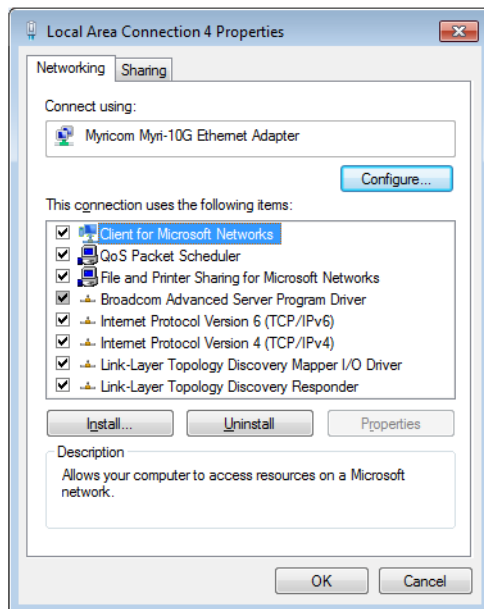 Local Area Connection 4 Properties
Networking
Sharing
Connect using:
Myricom Myri-10G Ethernet Adapter
Configure...
This connection uses the following items:
Client for Microsoft Networks
QoS Packet Scheduler
File and Printer Sharing for Microsoft Networks
Broadcom Advanced Server Program Driver
Internet Protocol Version 6 (TCP/IPv6)
Internet Protocol Version 4 (TCP/IPv4)
Link-Layer Topology Discovery Mapper I/O Driver
Link-Layer Topology Discovery Responder
Install...
Uninstall
Properties
Description
Allows your computer to access resources on a Microsoft
network.
OK
Cancel